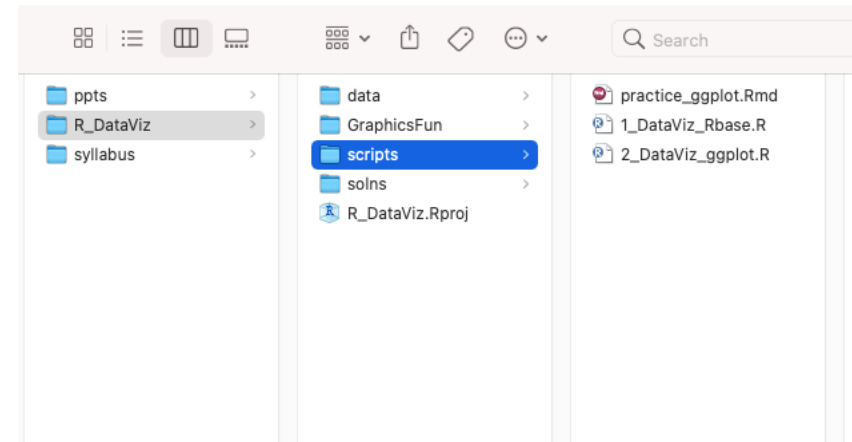 Search
ppts
R_DataViz
syllabus
data
GraphicsFun
scripts
solns
R_DataViz.Rproj
practice_ggplot.Rmd
1_DataViz_Rbase.R
2_DataViz_ggplot.R